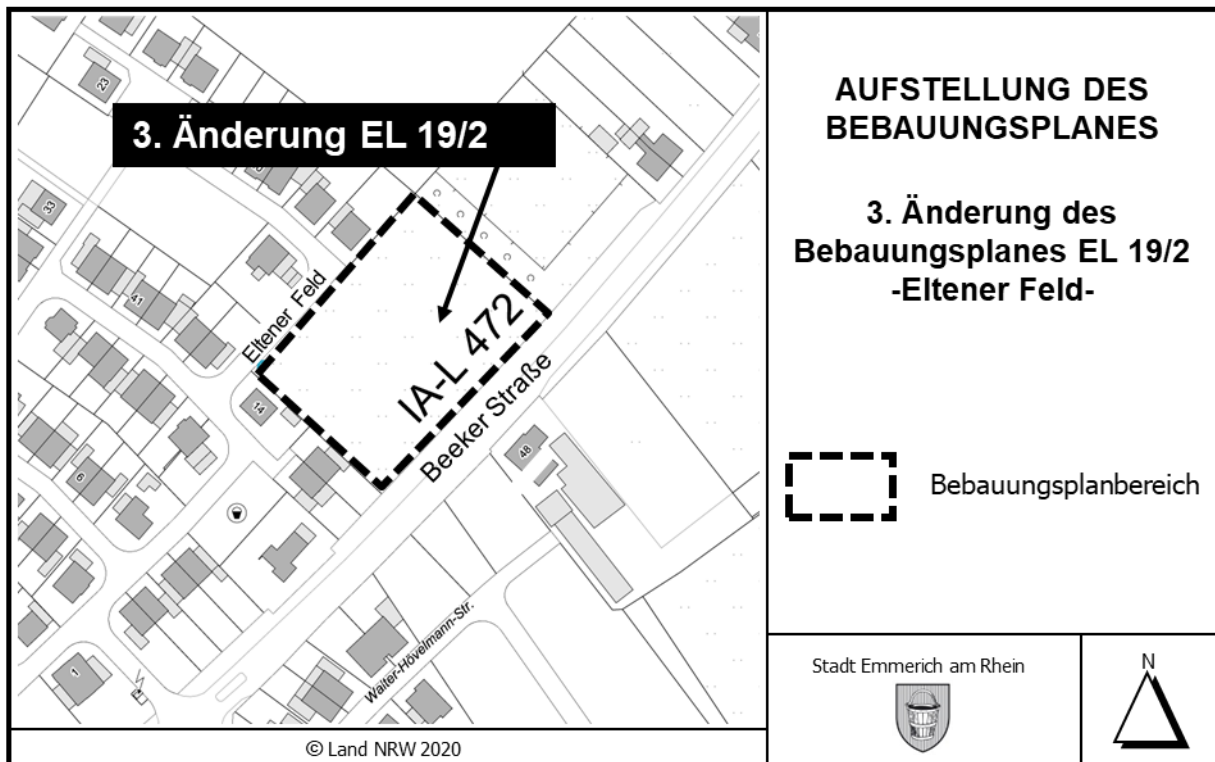 3. Änderung EL 19/2
23
33
41
Eltener Feld
14
IA-L 472
Beeker Straße
48
6
Walter-Hövelmann-Str.
1
© Land NRW 2020
AUFSTELLUNG DES
BEBAUUNGSPLANES
3. Änderung des
Bebauungsplanes EL 19/2
-Eltener Feld-
Bebauungsplanbereich
Stadt Emmerich am Rhein
N